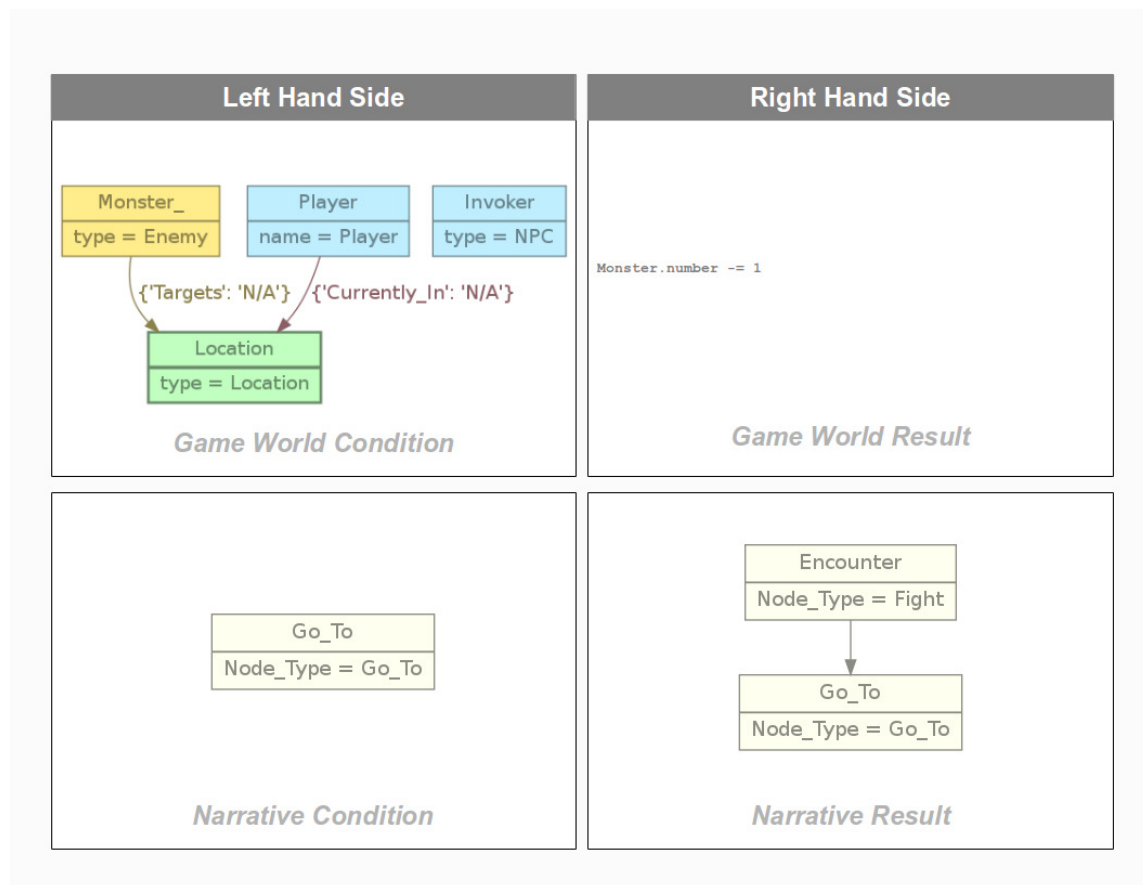 Left Hand Side
Right Hand Side
Monster_
type = Enemy
Player
name = Player
Invoker
type = NPC
{'Targets': 'N/A'}
{'Currently_In': 'N/A'}
Location
type = Location
Game World Condition
Monster.number -= 1
Game World Result
Go_To
Node_Type = Go_To
Narrative Condition
Encounter
Node_Type = Fight
Go_To
Node_Type = Go_To
Narrative Result